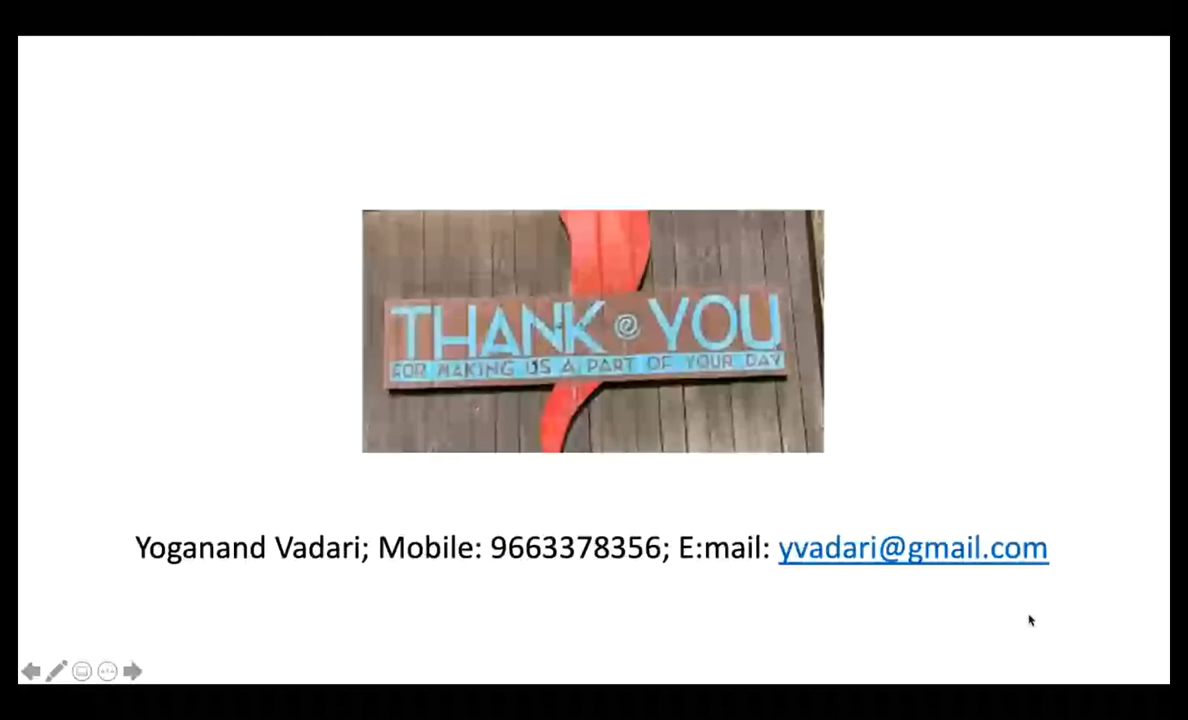 THANK YOU
FOR MAKING US A PART OF YOUR DAY
Yoganand Vadari; Mobile: 9663378356; E:mail: yvadari@gmail.com